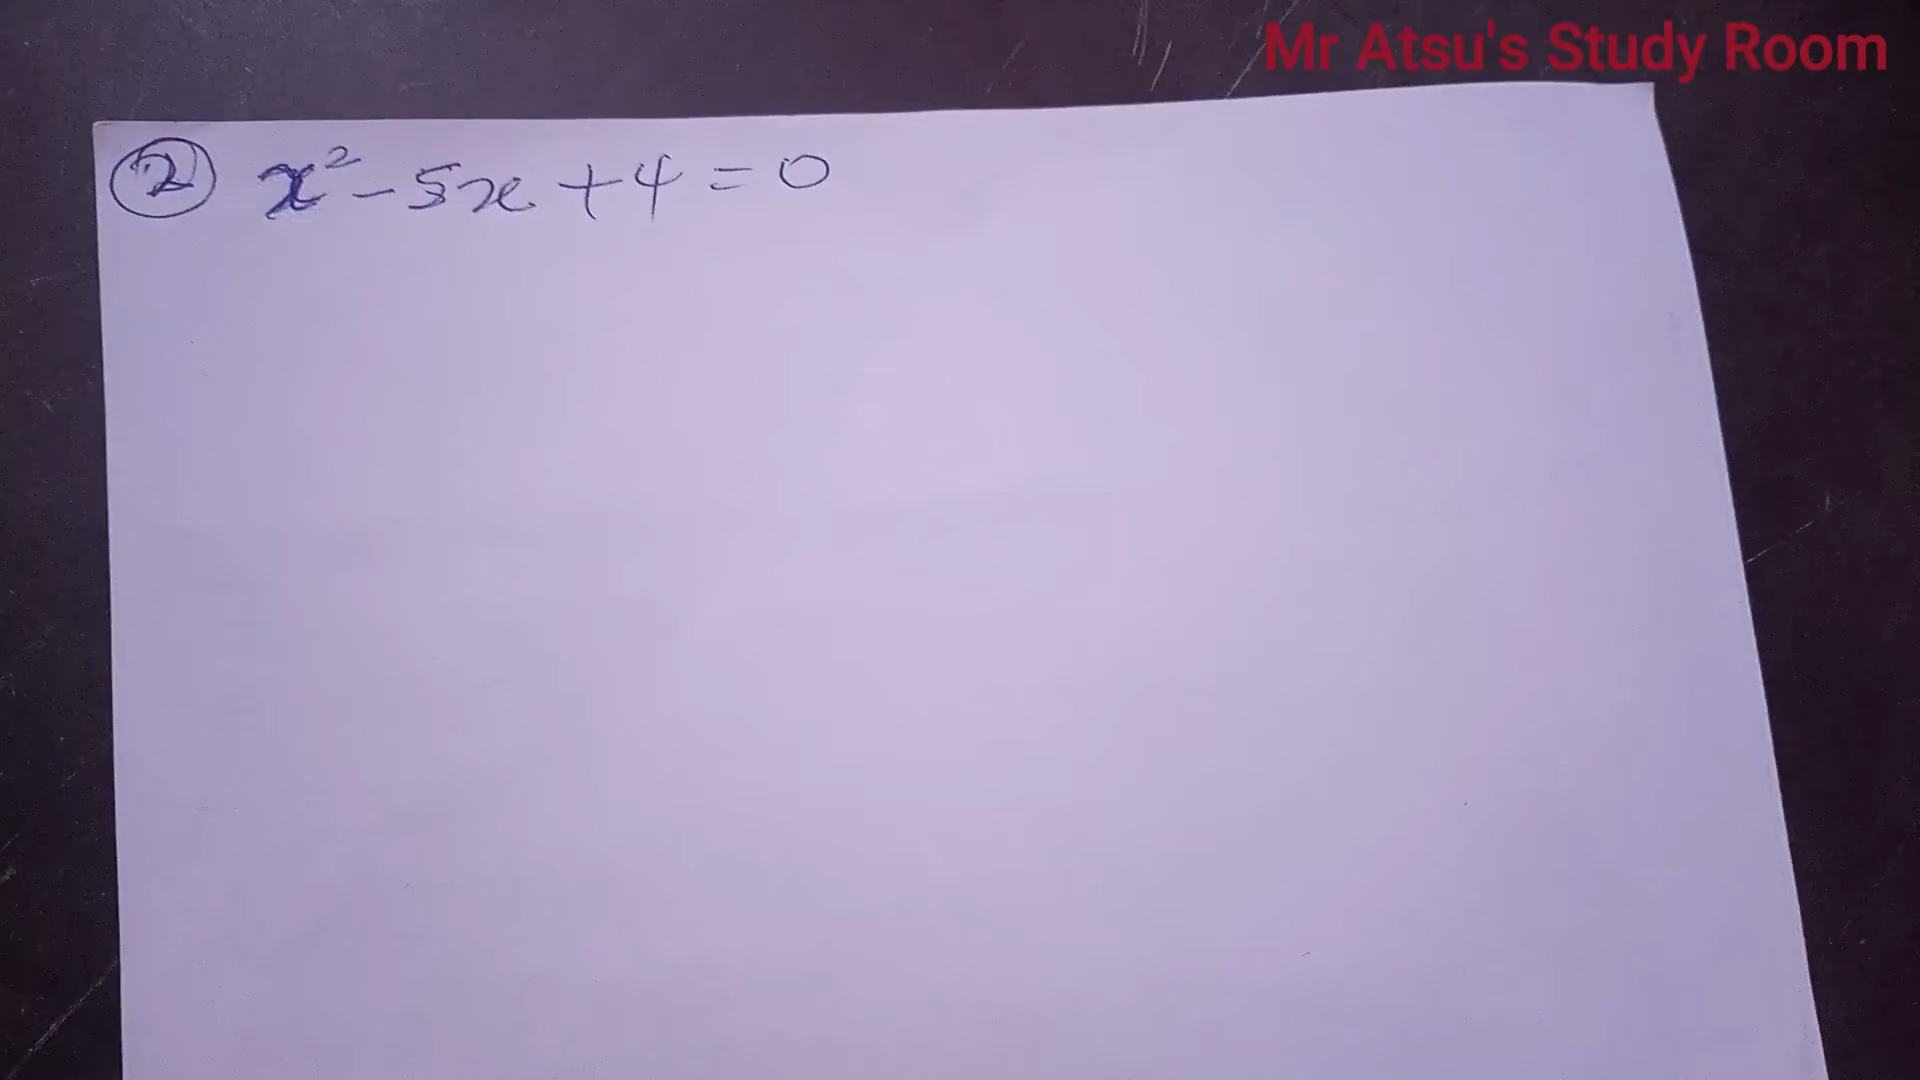 Mr Atsu's Study Room
② x² - 5x + 4 = 0